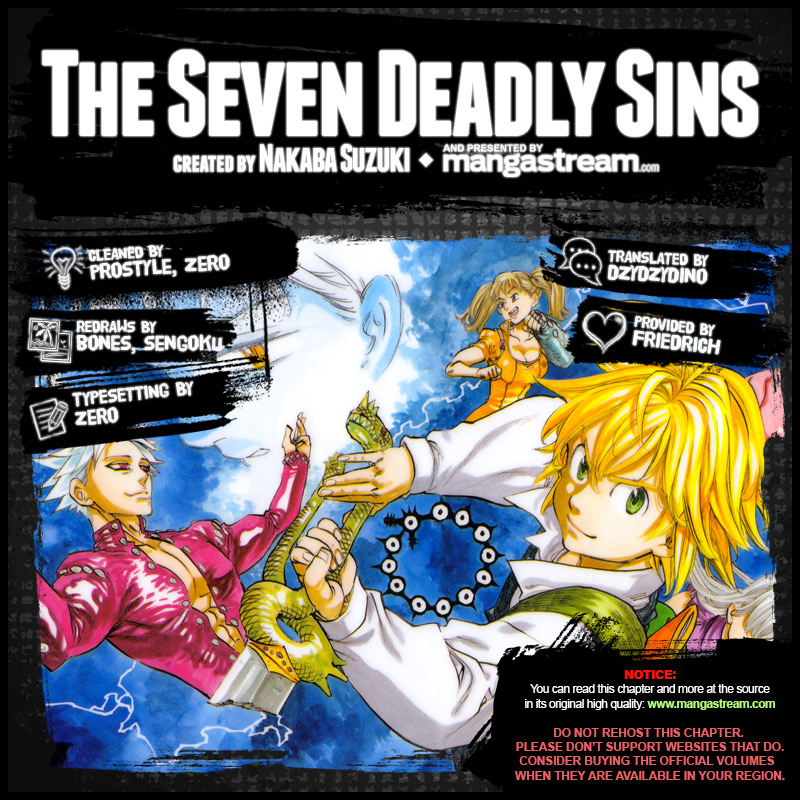 THE SEVEN DEADLY SINS
CREATED BY NAKABA SUZUKI ◆ AND PRESENTED BY mangastream.com
CLEANED BY
PROSTYLE, ZERO
REDRAWS BY
BONES, SENGOKU
TYPESETTING BY
ZERO
TRANSLATED BY
DZYDZYDINO
PROVIDED BY
FRIEDRICH
NOTICE:
You can read this chapter and more at the source
in its original high quality: www.mangastream.com
DO NOT REHOST THIS CHAPTER.
PLEASE DON'T SUPPORT WEBSITES THAT DO.
CONSIDER BUYING THE OFFICIAL VOLUMES
WHEN THEY ARE AVAILABLE IN YOUR REGION.